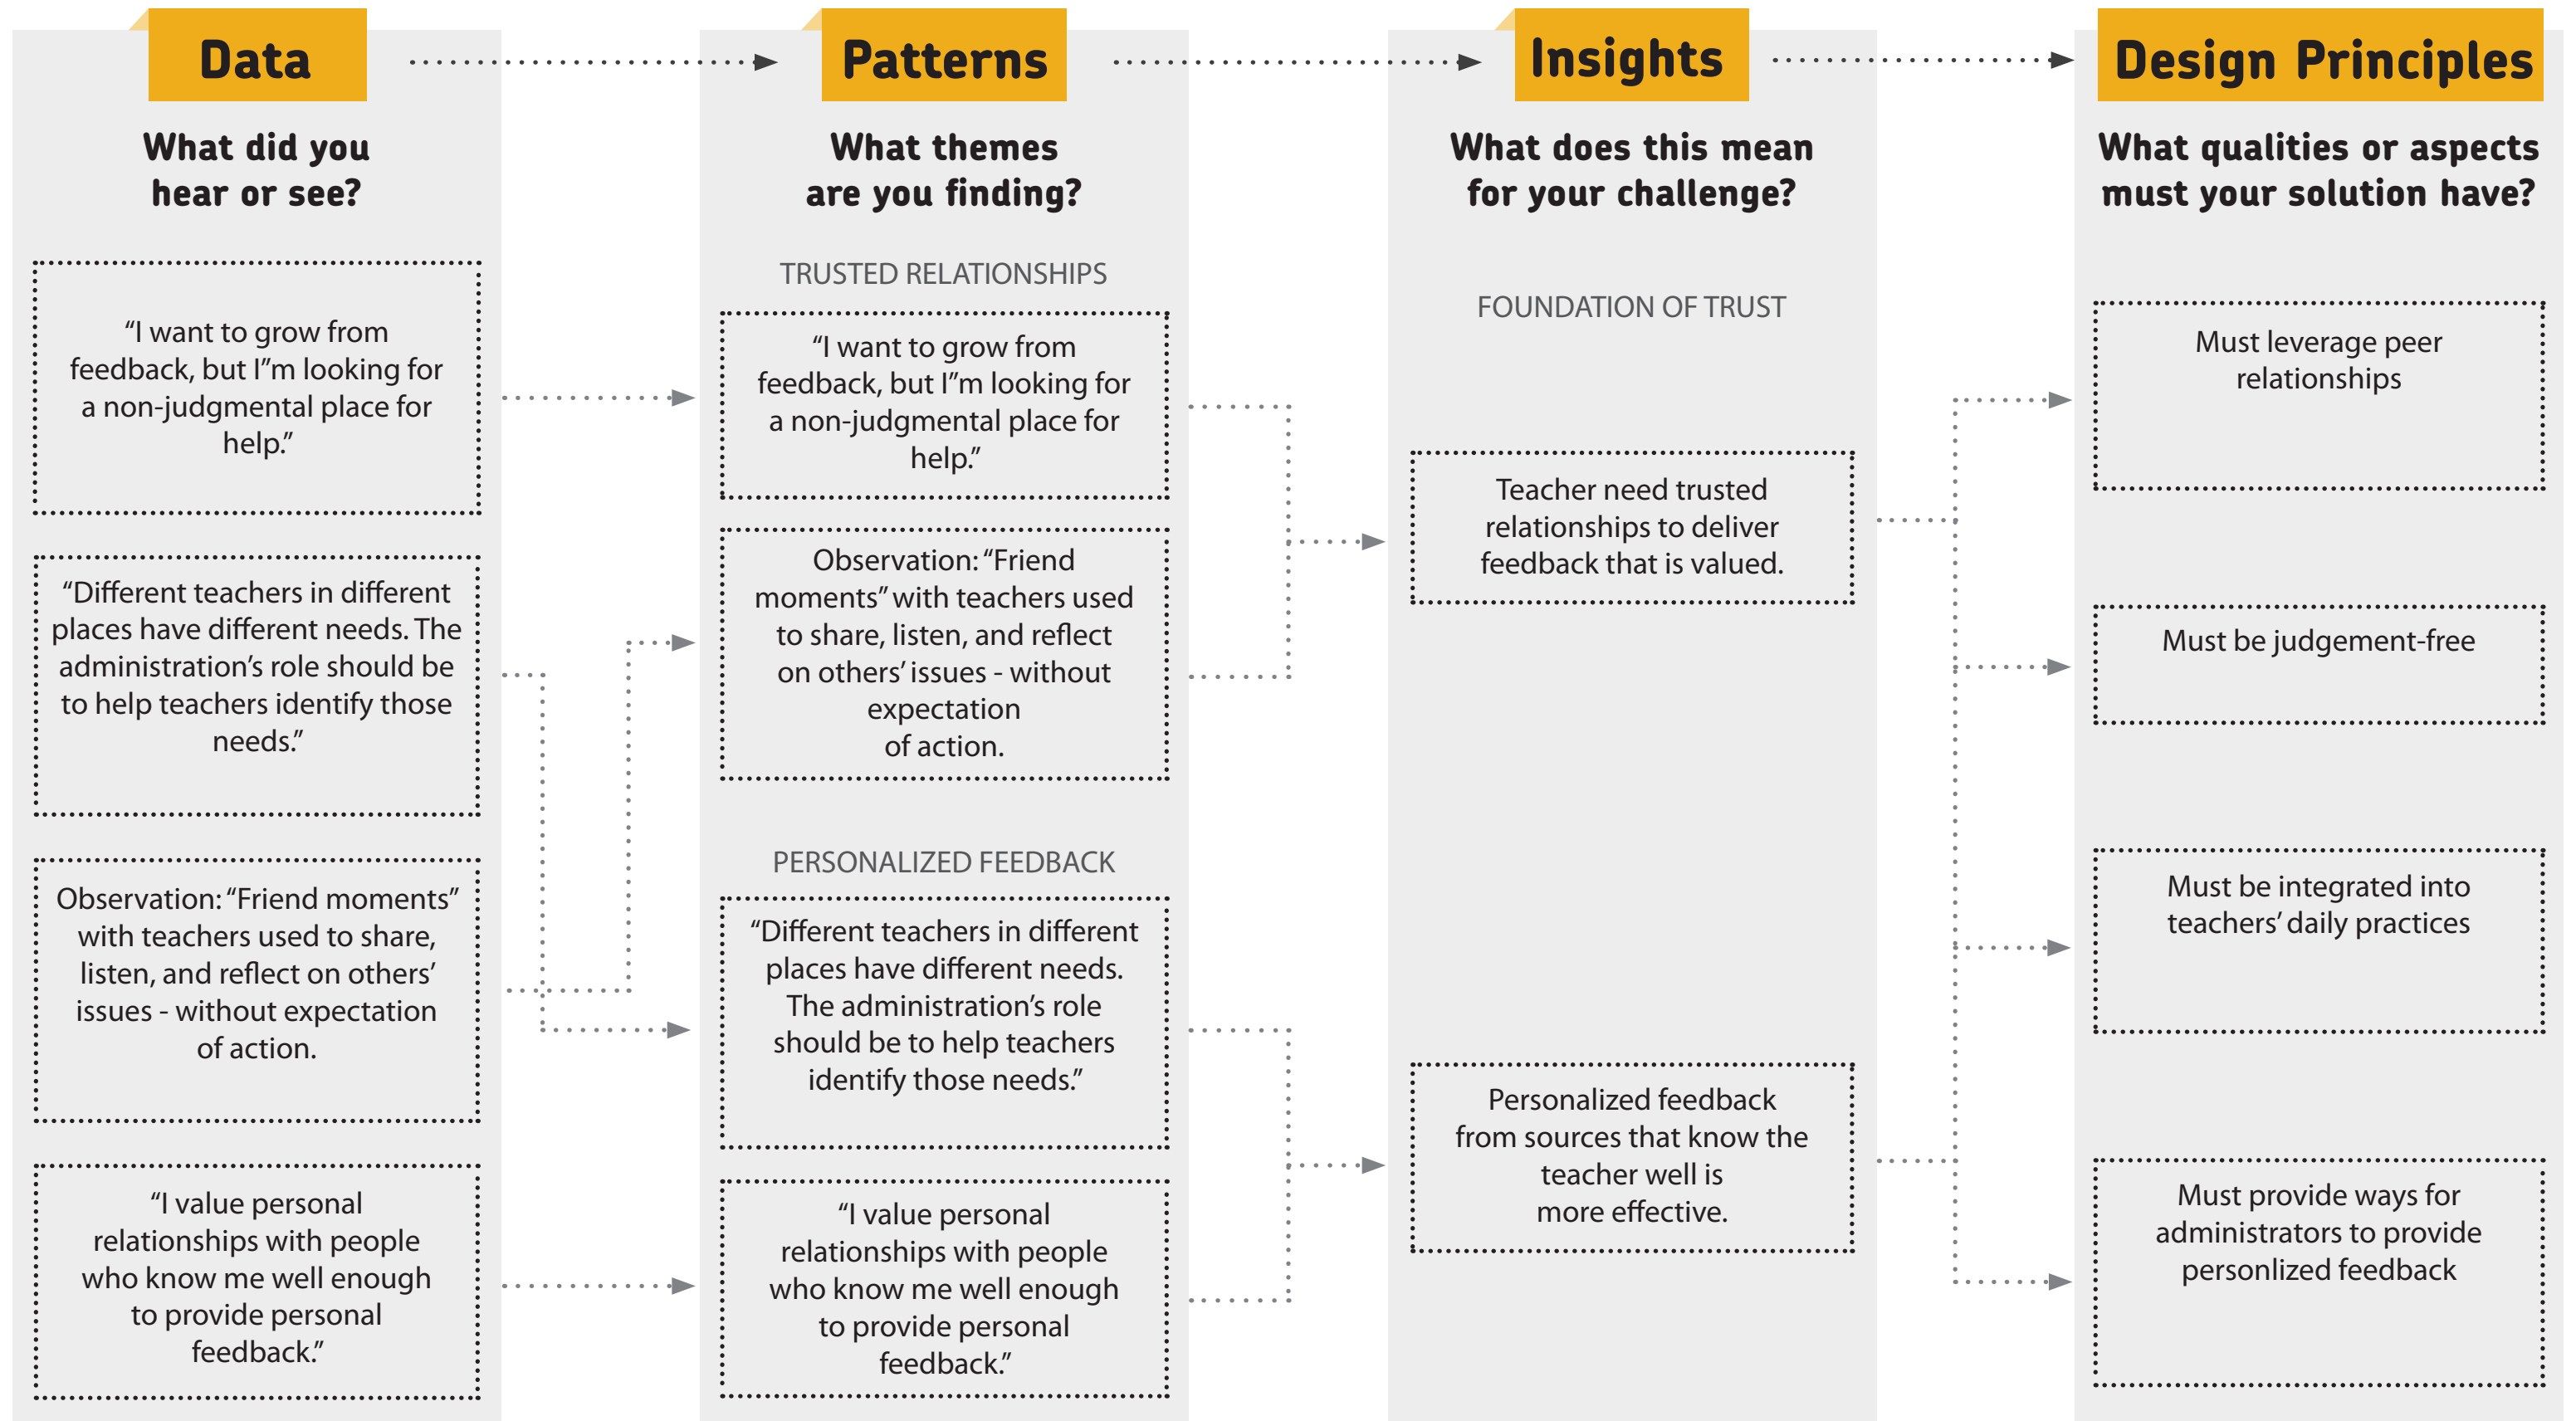 Data
What did you
hear or see?
“I want to grow from
feedback, but I”m looking for
a non-judgmental place for
help.”
“Different teachers in different
places have different needs. The
administration’s role should be
to help teachers identify those
needs.”
Observation: “Friend moments”
with teachers used to share,
listen, and reflect on others’
issues - without expectation
of action.
“I value personal
relationships with people
who know me well enough
to provide personal
feedback.”
Patterns
What themes
are you finding?
TRUSTED RELATIONSHIPS
“I want to grow from
feedback, but I”m looking for
a non-judgmental place for
help.”
Observation: “Friend
moments” with teachers used
to share, listen, and reflect
on others’ issues - without
expectation
of action.
PERSONALIZED FEEDBACK
“Different teachers in different
places have different needs.
The administration’s role
should be to help teachers
identify those needs.”
“I value personal
relationships with people
who know me well enough
to provide personal
feedback.”
Insights
What does this mean
for your challenge?
FOUNDATION OF TRUST
Teacher need trusted
relationships to deliver
feedback that is valued.
Personalized feedback
from sources that know the
teacher well is
more effective.
Design Principles
What qualities or aspects
must your solution have?
Must leverage peer
relationships
Must be judgement-free
Must be integrated into
teachers’ daily practices
Must provide ways for
administrators to provide
personlized feedback